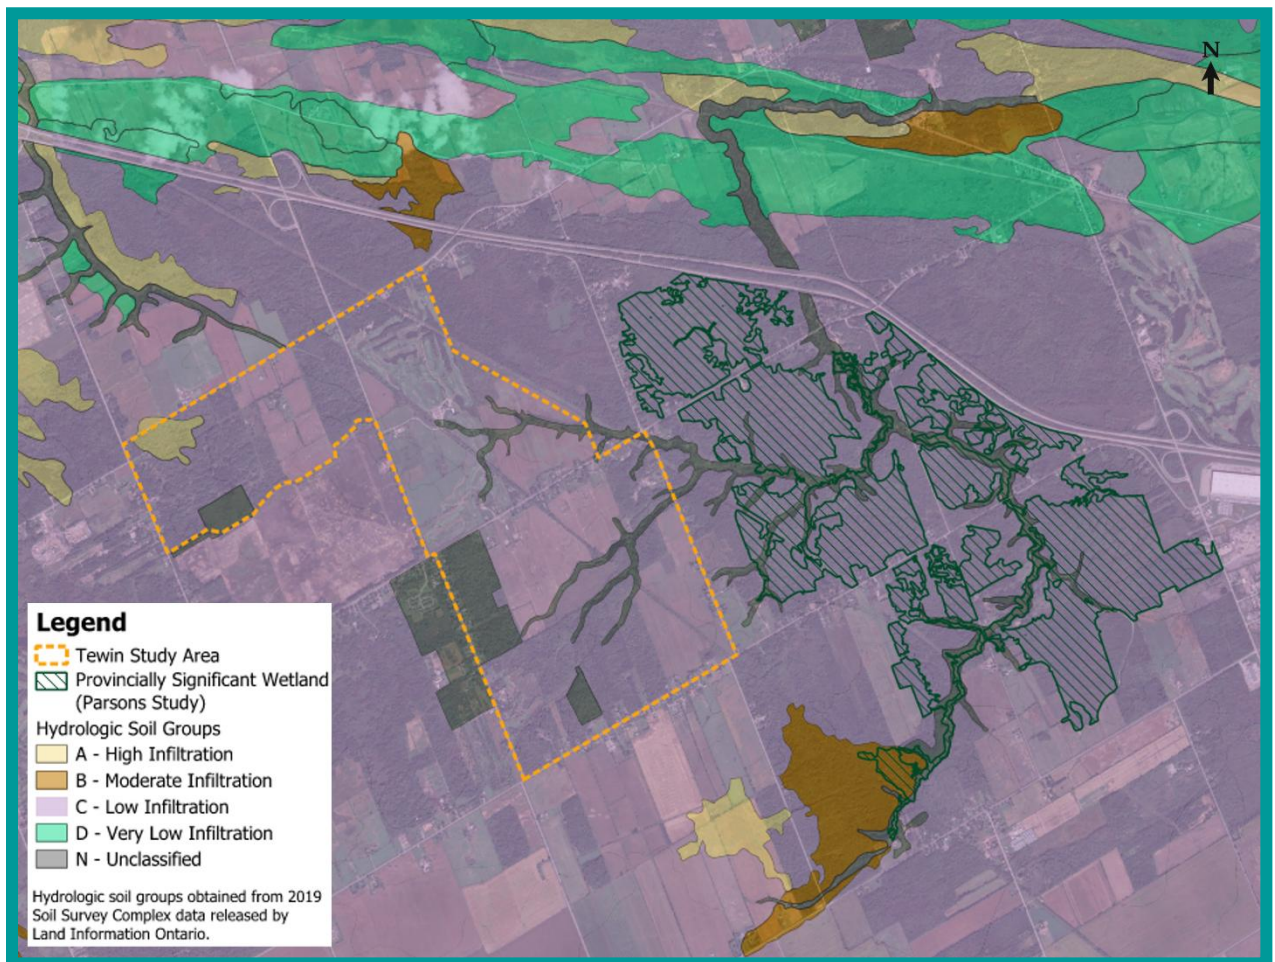 N
Legend
Tewin Study Area
Provincially Significant Wetland
(Parsons Study)
Hydrologic Soil Groups
A - High Infiltration
B - Moderate Infiltration
C - Low Infiltration
D - Very Low Infiltration
N - Unclassified
Hydrologic soil groups obtained from 2019
Soil Survey Complex data released by
Land Information Ontario.